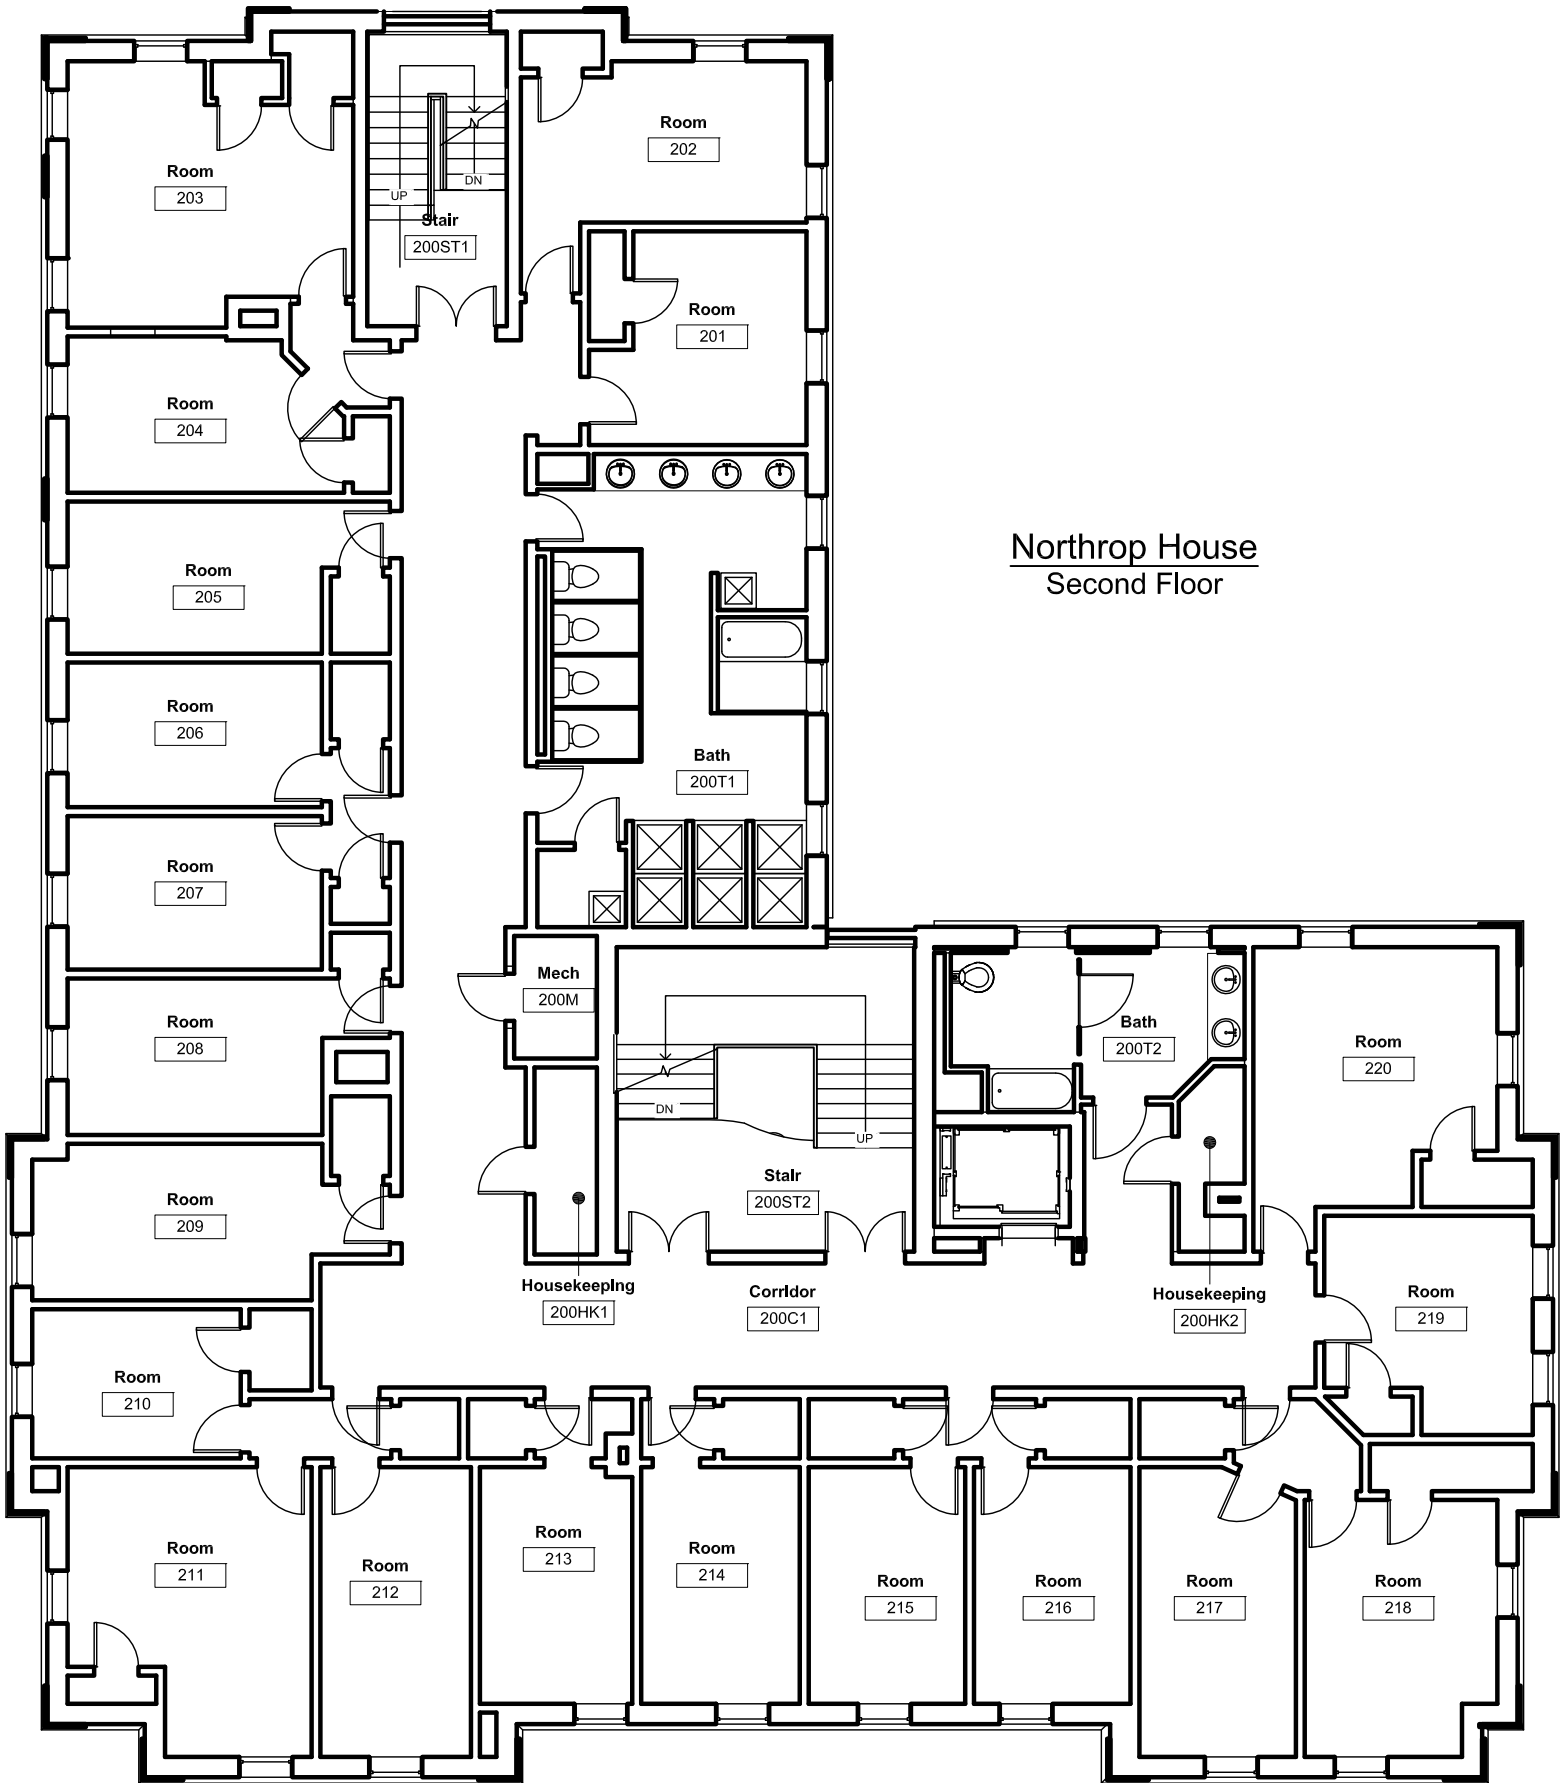 Room
202
Room
203
UP
DN
Stair
200ST1
Room
201
Room
204
Northrop House
Second Floor
Room
205
Room
206
Bath
200T1
Room
207
Mech
200M
Room
208
Bath
200T2
Room
220
DN
UP
Stair
200ST2
Room
209
Housekeeping
200HK1
Corridor
200C1
Housekeeping
200HK2
Room
219
Room
210
Room
211
Room
212
Room
213
Room
214
Room
215
Room
216
Room
217
Room
218